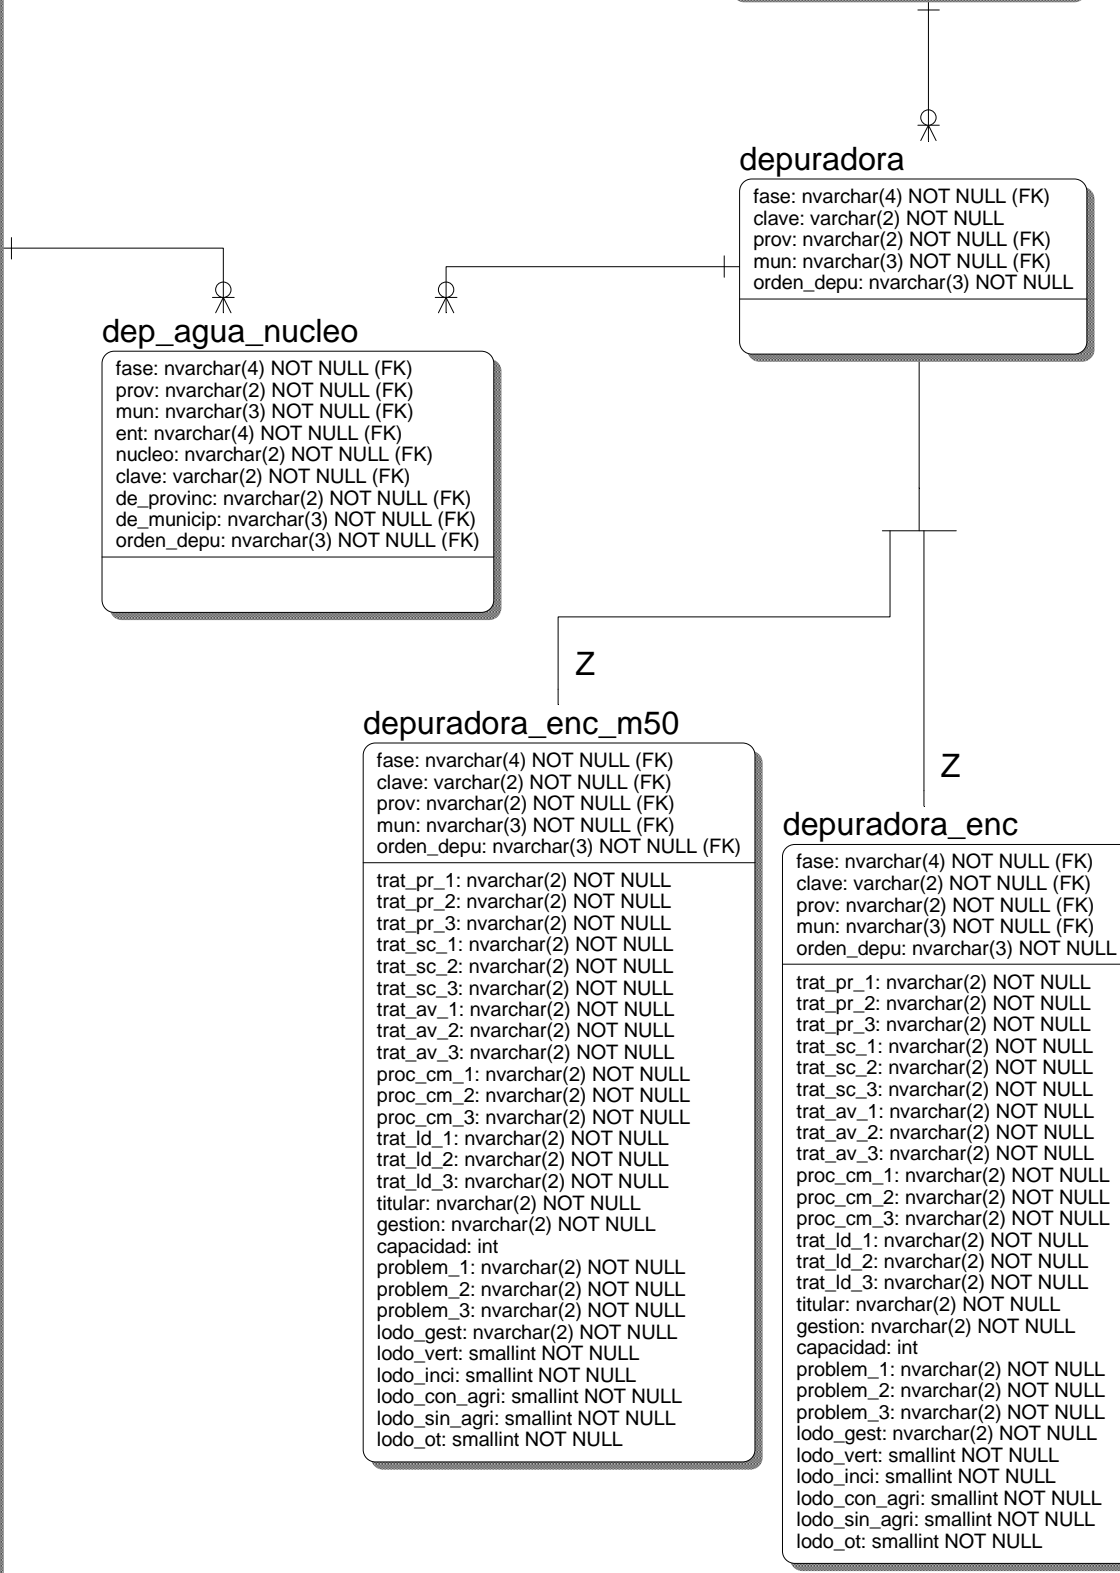 depuradora
fase: nvarchar(4) NOT NULL (FK)
clave: varchar(2) NOT NULL
prov: nvarchar(2) NOT NULL (FK)
mun: nvarchar(3) NOT NULL (FK)
orden_depu: nvarchar(3) NOT NULL
dep_agua_nucleo
fase: nvarchar(4) NOT NULL (FK)
prov: nvarchar(2) NOT NULL (FK)
mun: nvarchar(3) NOT NULL (FK)
ent: nvarchar(4) NOT NULL (FK)
nucleo: nvarchar(2) NOT NULL (FK)
clave: varchar(2) NOT NULL (FK)
de_provinc: nvarchar(2) NOT NULL (FK)
de_municip: nvarchar(3) NOT NULL (FK)
orden_depu: nvarchar(3) NOT NULL (FK)
Z
depuradora_enc_m50
fase: nvarchar(4) NOT NULL (FK)
clave: varchar(2) NOT NULL (FK)
prov: nvarchar(2) NOT NULL (FK)
mun: nvarchar(3) NOT NULL (FK)
orden_depu: nvarchar(3) NOT NULL (FK)
trat_pr_1: nvarchar(2) NOT NULL
trat_pr_2: nvarchar(2) NOT NULL
trat_pr_3: nvarchar(2) NOT NULL
trat_sc_1: nvarchar(2) NOT NULL
trat_sc_2: nvarchar(2) NOT NULL
trat_sc_3: nvarchar(2) NOT NULL
trat_av_1: nvarchar(2) NOT NULL
trat_av_2: nvarchar(2) NOT NULL
trat_av_3: nvarchar(2) NOT NULL
proc_cm_1: nvarchar(2) NOT NULL
proc_cm_2: nvarchar(2) NOT NULL
proc_cm_3: nvarchar(2) NOT NULL
trat_ld_1: nvarchar(2) NOT NULL
trat_ld_2: nvarchar(2) NOT NULL
trat_ld_3: nvarchar(2) NOT NULL
titular: nvarchar(2) NOT NULL
gestion: nvarchar(2) NOT NULL
capacidad: int
problem_1: nvarchar(2) NOT NULL
problem_2: nvarchar(2) NOT NULL
problem_3: nvarchar(2) NOT NULL
lodo_gest: nvarchar(2) NOT NULL
lodo_vert: smallint NOT NULL
lodo_inci: smallint NOT NULL
lodo_con_agri: smallint NOT NULL
lodo_sin_agri: smallint NOT NULL
lodo_ot: smallint NOT NULL
Z
depuradora_enc
fase: nvarchar(4) NOT NULL (FK)
clave: varchar(2) NOT NULL (FK)
prov: nvarchar(2) NOT NULL (FK)
mun: nvarchar(3) NOT NULL (FK)
orden_depu: nvarchar(3) NOT NULL
trat_pr_1: nvarchar(2) NOT NULL
trat_pr_2: nvarchar(2) NOT NULL
trat_pr_3: nvarchar(2) NOT NULL
trat_sc_1: nvarchar(2) NOT NULL
trat_sc_2: nvarchar(2) NOT NULL
trat_sc_3: nvarchar(2) NOT NULL
trat_av_1: nvarchar(2) NOT NULL
trat_av_2: nvarchar(2) NOT NULL
trat_av_3: nvarchar(2) NOT NULL
proc_cm_1: nvarchar(2) NOT NULL
proc_cm_2: nvarchar(2) NOT NULL
proc_cm_3: nvarchar(2) NOT NULL
trat_ld_1: nvarchar(2) NOT NULL
trat_ld_2: nvarchar(2) NOT NULL
trat_ld_3: nvarchar(2) NOT NULL
titular: nvarchar(2) NOT NULL
gestion: nvarchar(2) NOT NULL
capacidad: int
problem_1: nvarchar(2) NOT NULL
problem_2: nvarchar(2) NOT NULL
problem_3: nvarchar(2) NOT NULL
lodo_gest: nvarchar(2) NOT NULL
lodo_vert: smallint NOT NULL
lodo_inci: smallint NOT NULL
lodo_con_agri: smallint NOT NULL
lodo_sin_agri: smallint NOT NULL
lodo_ot: smallint NOT NULL